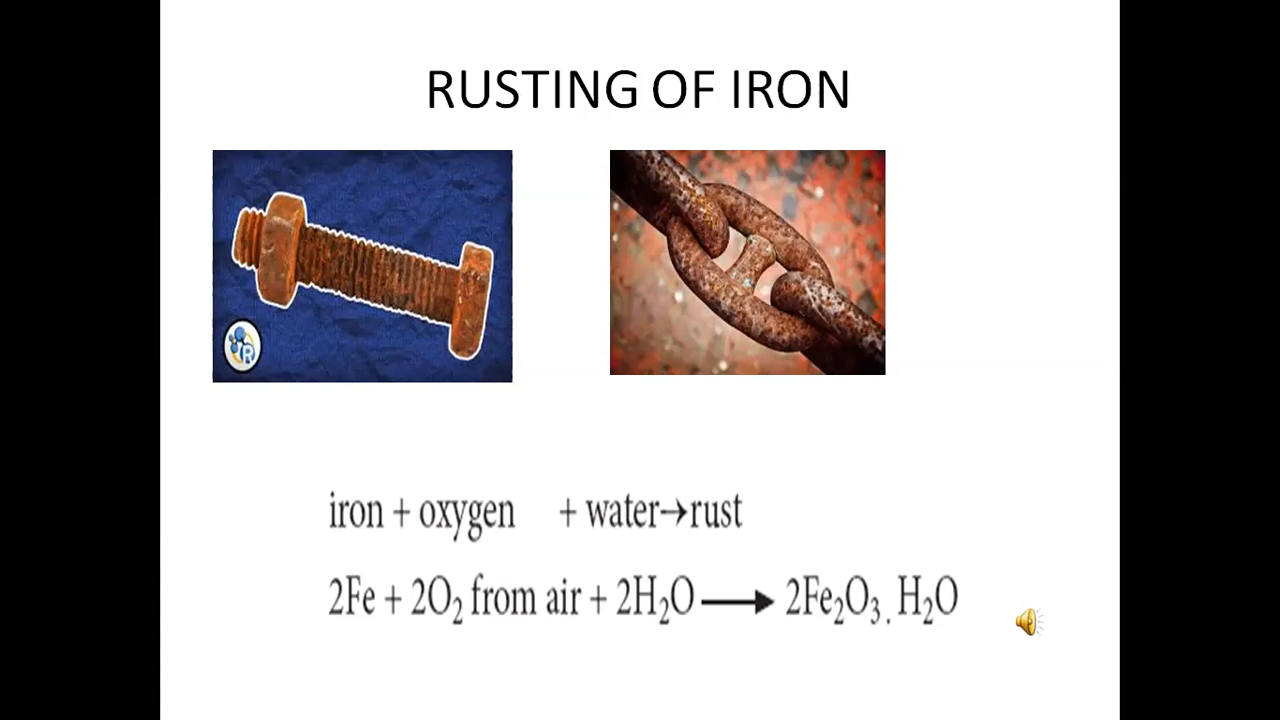 RUSTING OF IRON
R
iron + oxygen + water→rust
2Fe + 2O₂ from air + 2H₂O ⟶ 2Fe₂O₃. H₂O